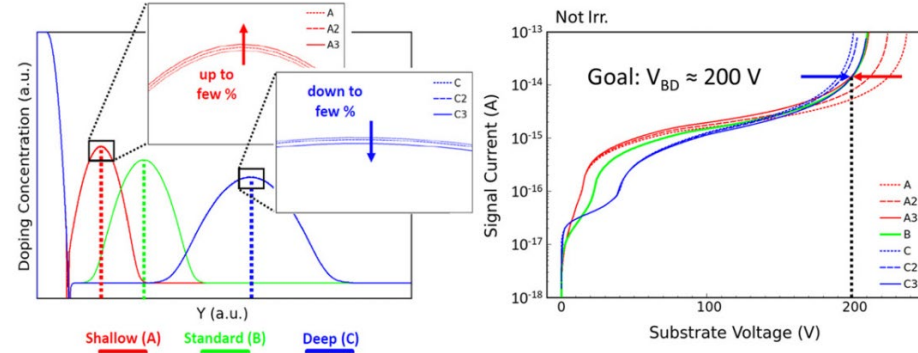 Doping Concentration (a.u.)
A
A2
A3
up to
few %
C
C2
C3
down to
few %
Y (a.u.)
Shallow (A)
Standard (B)
Deep (C)
Not Irr.
Signal Current (A)
10⁻¹³
10⁻¹⁴
10⁻¹⁵
10⁻¹⁶
10⁻¹⁷
10⁻¹⁸
Goal: V_BD ≈ 200 V
A
A2
A3
B
C
C2
C3
0
100
200
Substrate Voltage (V)